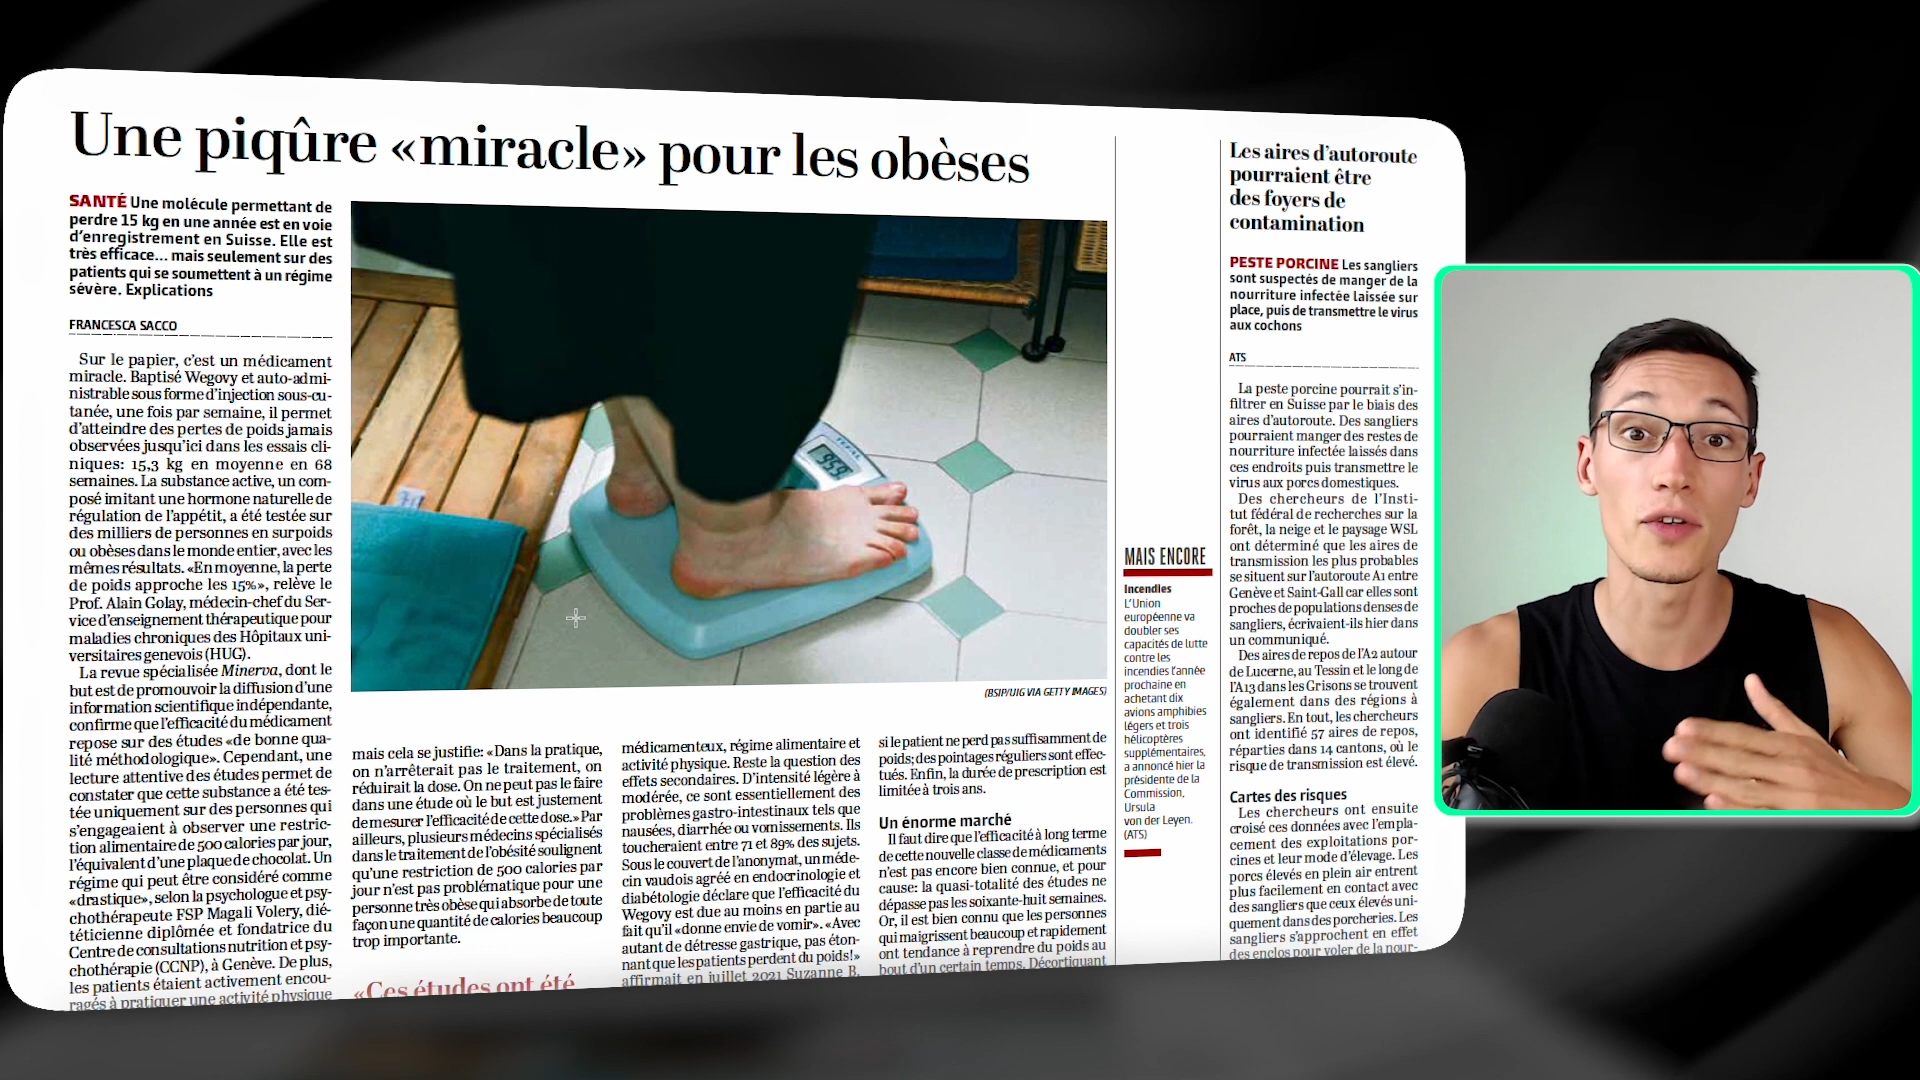 Une piqûre «miracle» pour les obèses
SANTÉ Une molécule permettant de
perdre 15 kg en une année est en voie
d'enregistrement en Suisse. Elle est
très efficace... mais seulement sur des
patients qui se soumettent à un régime
sévère. Explications
FRANCESCA SACCO
Sur le papier, c'est un médicament
miracle. Baptisé Wegovy et auto-admi-
nistrable sous forme d'injection sous-cu-
tanée, une fois par semaine, il permet
d'atteindre des pertes de poids jamais
observées jusqu'ici dans les essais cli-
niques: 15,3 kg en moyenne en 68
semaines. La substance active, un com-
posé imitant une hormone naturelle de
régulation de l'appétit, a été testée sur
des milliers de personnes en surpoids
ou obèses dans le monde entier, avec les
mêmes résultats. «En moyenne, la perte
de poids approche les 15%», relève le
Prof. Alain Golay, médecin-chef du Ser-
vice d'enseignement thérapeutique pour
maladies chroniques des Hôpitaux uni-
versitaires genevois (HUG).
La revue spécialisée Minerva, dont le
but est de promouvoir la diffusion d'une
information scientifique indépendante,
confirme que l'efficacité du médicament
repose sur des études «de bonne qua-
lité méthodologique». Cependant, une
lecture attentive des études permet de
constater que cette substance a été tes-
tée uniquement sur des personnes qui
s'engageaient à observer une restric-
tion alimentaire de 500 calories par jour,
l'équivalent d'une plaque de chocolat. Un
régime qui peut être considéré comme
«drastique», selon la psychologue et psy-
chothérapeute FSP Magali Volery, dié-
téticienne diplômée et fondatrice du
Centre de consultations nutrition et psy-
chothérapie (CCNP), à Genève. De plus,
les patients étaient activement encou-
ragés à pratiquer une activité physique
959
(BSIP/UIG VIA GETTY IMAGES)
mais cela se justifie: «Dans la pratique,
on n'arrêterait pas le traitement, on
réduirait la dose. On ne peut pas le faire
dans une étude où le but est justement
de mesurer l'efficacité de cette dose.» Par
ailleurs, plusieurs médecins spécialisés
dans le traitement de l'obésité soulignent
qu'une restriction de 500 calories par
jour n'est pas problématique pour une
personne très obèse qui absorbe de toute
façon une quantité de calories beaucoup
trop importante.
«Ces études ont été
médicamenteux, régime alimentaire et
activité physique. Reste la question des
effets secondaires. D'intensité légère à
modérée, ce sont essentiellement des
problèmes gastro-intestinaux tels que
nausées, diarrhée ou vomissements. Ils
toucheraient entre 71 et 89% des sujets.
Sous le couvert de l'anonymat, un méde-
cin vaudois agréé en endocrinologie et
diabétologie déclare que l'efficacité du
Wegovy est due au moins en partie au
fait qu'il «donne envie de vomir». «Avec
autant de détresse gastrique, pas éton-
nant que les patients perdent du poids!»
affirmait en juillet 2021 Suzanne B.
si le patient ne perd pas suffisamment de
poids; des pointages réguliers sont effec-
tués. Enfin, la durée de prescription est
limitée à trois ans.
Un énorme marché
Il faut dire que l'efficacité à long terme
de cette nouvelle classe de médicaments
n'est pas encore bien connue, et pour
cause: la quasi-totalité des études ne
dépasse pas les soixante-huit semaines.
Or, il est bien connu que les personnes
qui maigrissent beaucoup et rapidement
ont tendance à reprendre du poids au
bout d'un certain temps. Décortiquant
MAIS ENCORE
Incendies
L'Union
européenne va
doubler ses
capacités de lutte
contre les
incendies l'année
prochaine en
achetant dix
avions amphibies
légers et trois
hélicoptères
supplémentaires,
a annoncé hier la
présidente de la
Commission,
Ursula
von der Leyen.
(ATS)
Les aires d'autoroute
pourraient être
des foyers de
contamination
PESTE PORCINE Les sangliers
sont suspectés de manger de la
nourriture infectée laissée sur
place, puis de transmettre le virus
aux cochons
ATS
La peste porcine pourrait s'in-
filtrer en Suisse par le biais des
aires d'autoroute. Des sangliers
pourraient manger des restes de
nourriture infectée laissés dans
ces endroits puis transmettre le
virus aux porcs domestiques.
Des chercheurs de l'Insti-
tut fédéral de recherches sur la
forêt, la neige et le paysage WSL
ont déterminé que les aires de
transmission les plus probables
se situent sur l'autoroute A1 entre
Genève et Saint-Gall car elles sont
proches de populations denses de
sangliers, écrivaient-ils hier dans
un communiqué.
Des aires de repos de l'A2 autour
de Lucerne, au Tessin et le long de
l'A13 dans les Grisons se trouvent
également dans des régions à
sangliers. En tout, les chercheurs
ont identifié 57 aires de repos,
réparties dans 14 cantons, où le
risque de transmission est élevé.
Cartes des risques
Les chercheurs ont ensuite
croisé ces données avec l'empla-
cement des exploitations por-
cines et leur mode d'élevage. Les
porcs élevés en plein air entrent
plus facilement en contact avec
des sangliers que ceux élevés uni-
quement dans des porcheries. Les
sangliers s'approchent en effet
des enclos pour voler de la nour-